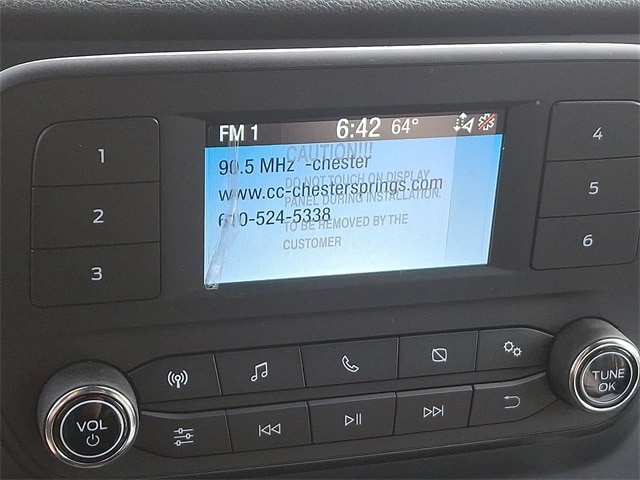 FM 1 6:42 64°
90.5 MHz -chester
www.cc-chestersprings.com
610-524-5338
CAUTION!!!
DO NOT TOUCH ON DISPLAY
PANEL DURING INSTALLATION.
TO BE REMOVED BY THE
CUSTOMER
1
2
3
4
5
6
VOL
TUNE
OK